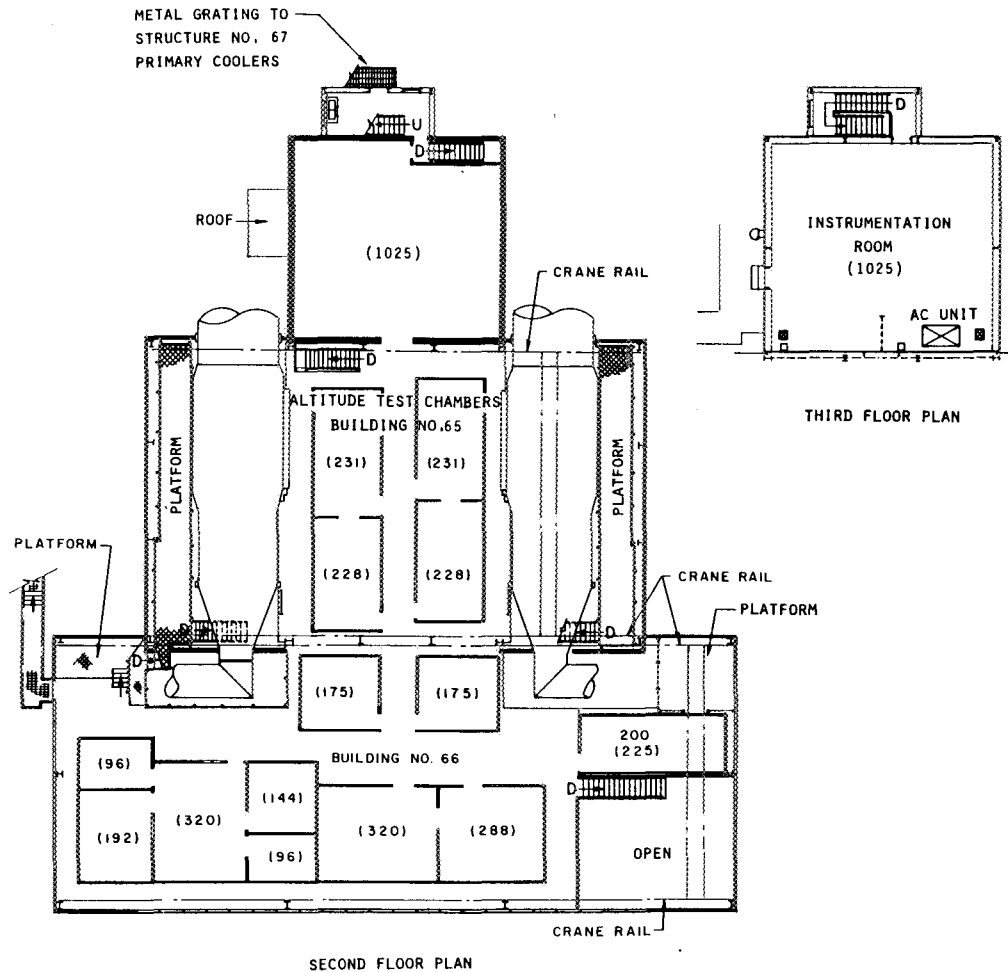 METAL GRATING TO
STRUCTURE NO. 67
PRIMARY COOLERS
U
D
D
ROOF
(1025)
INSTRUMENTATION
ROOM
(1025)
CRANE RAIL
AC UNIT
D
ALTITUDE TEST CHAMBERS
BUILDING NO.65
THIRD FLOOR PLAN
PLATFORM
(231)
(231)
PLATFORM
PLATFORM
(228)
(228)
CRANE RAIL
PLATFORM
D
D
D
(175)
(175)
200
(225)
BUILDING NO. 66
(96)
D
(144)
(192)
(320)
(320)
(288)
(96)
OPEN
CRANE RAIL
SECOND FLOOR PLAN